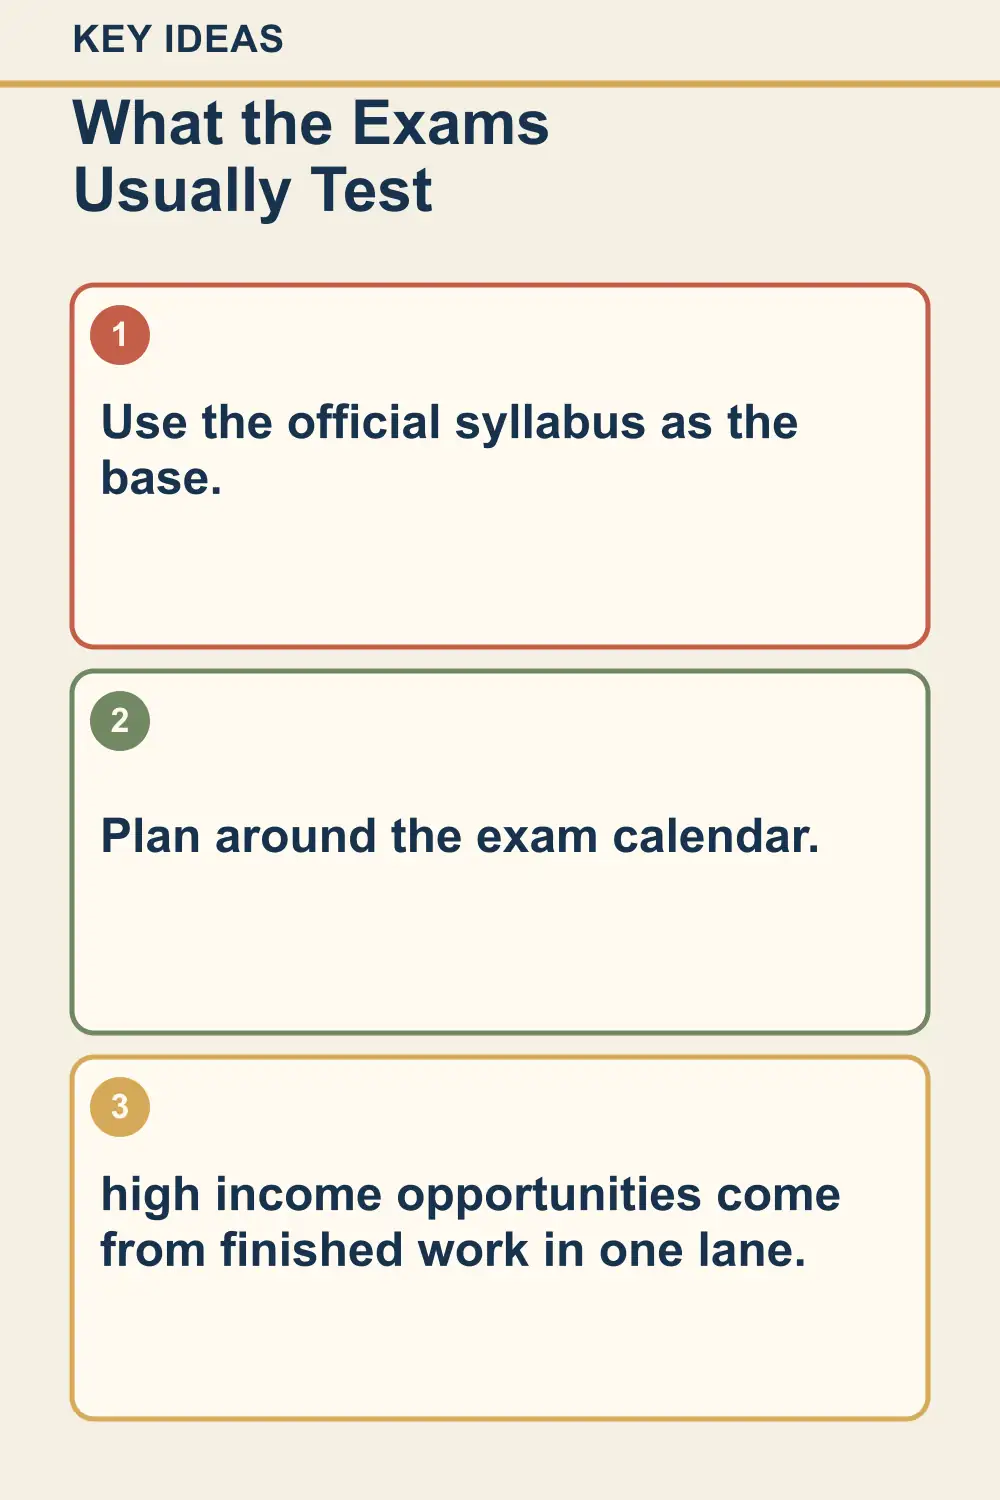 KEY IDEAS
What the Exams
Usually Test
1
Use the official syllabus as the
base.
2
Plan around the exam calendar.
3
high income opportunities come
from finished work in one lane.